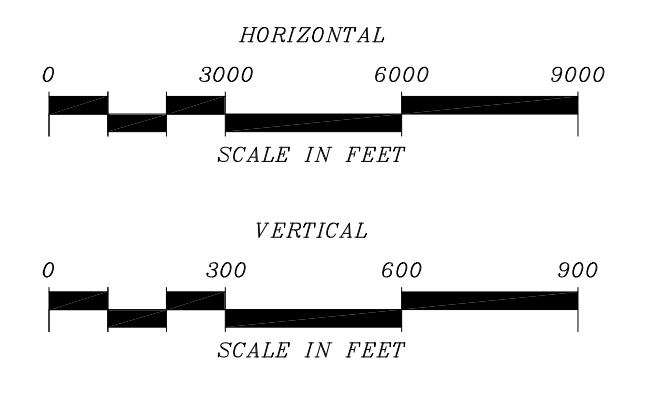 HORIZONTAL
0 3000 6000 9000
SCALE IN FEET
VERTICAL
0 300 600 900
SCALE IN FEET